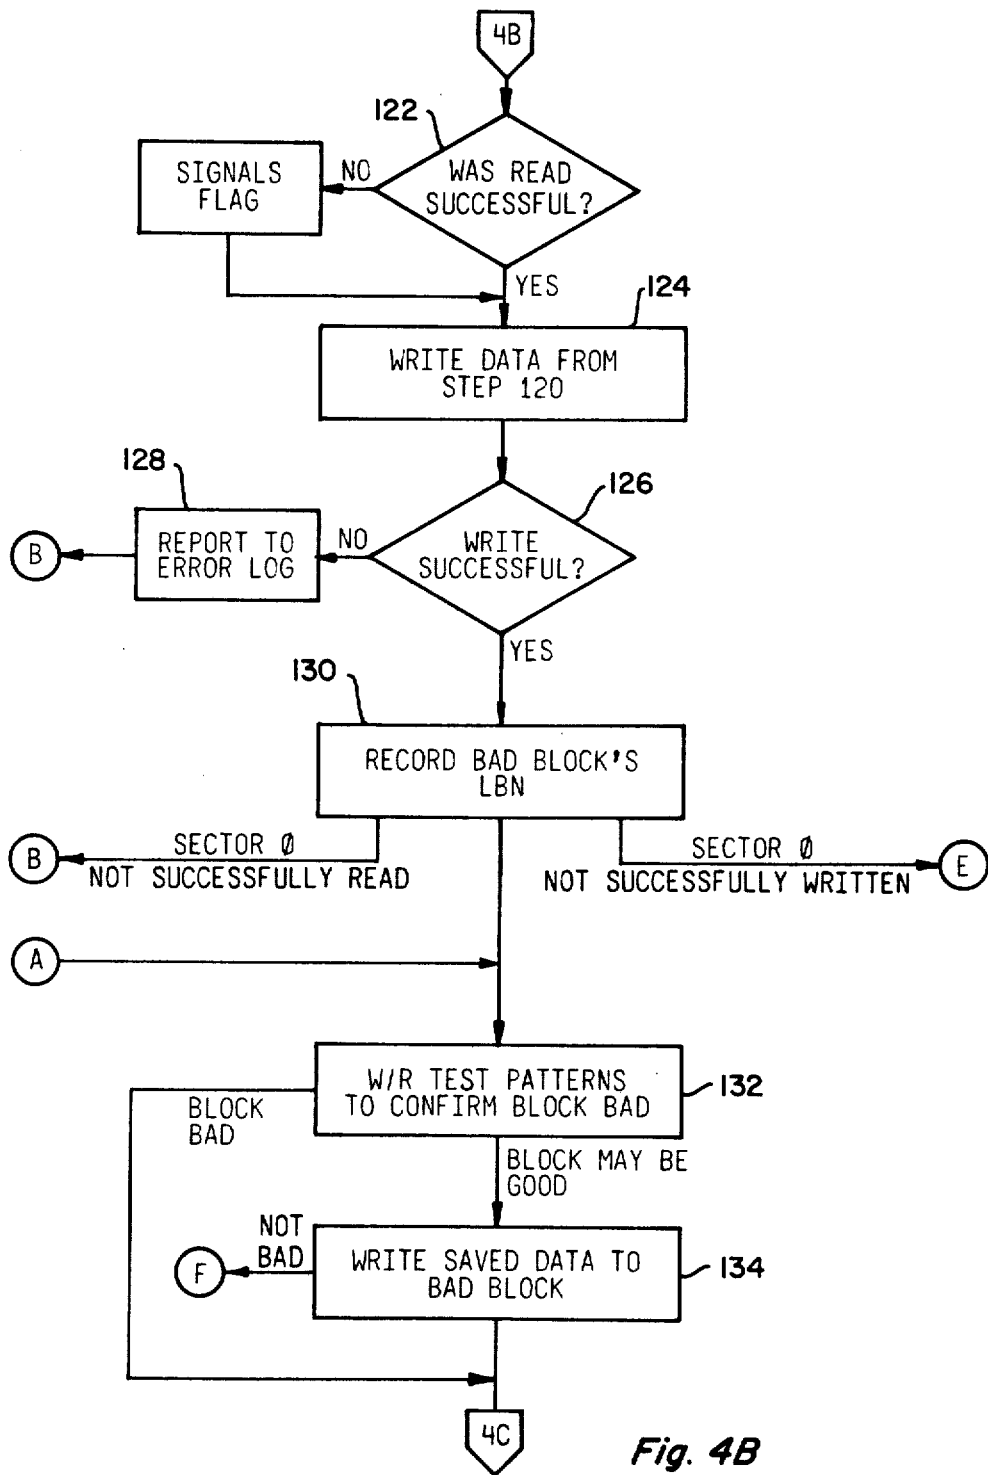 4B
122
WAS READ
SUCCESSFUL?
NO
SIGNALS
FLAG
YES
124
WRITE DATA FROM
STEP 120
128
126
B
REPORT TO
ERROR LOG
NO
WRITE
SUCCESSFUL?
YES
130
RECORD BAD BLOCK'S
LBN
B
SECTOR Ø
NOT SUCCESSFULLY READ
SECTOR Ø
NOT SUCCESSFULLY WRITTEN
E
A
W/R TEST PATTERNS
TO CONFIRM BLOCK BAD
132
BLOCK
BAD
BLOCK MAY BE
GOOD
NOT
BAD
F
WRITE SAVED DATA TO
BAD BLOCK
134
4C
Fig. 4B